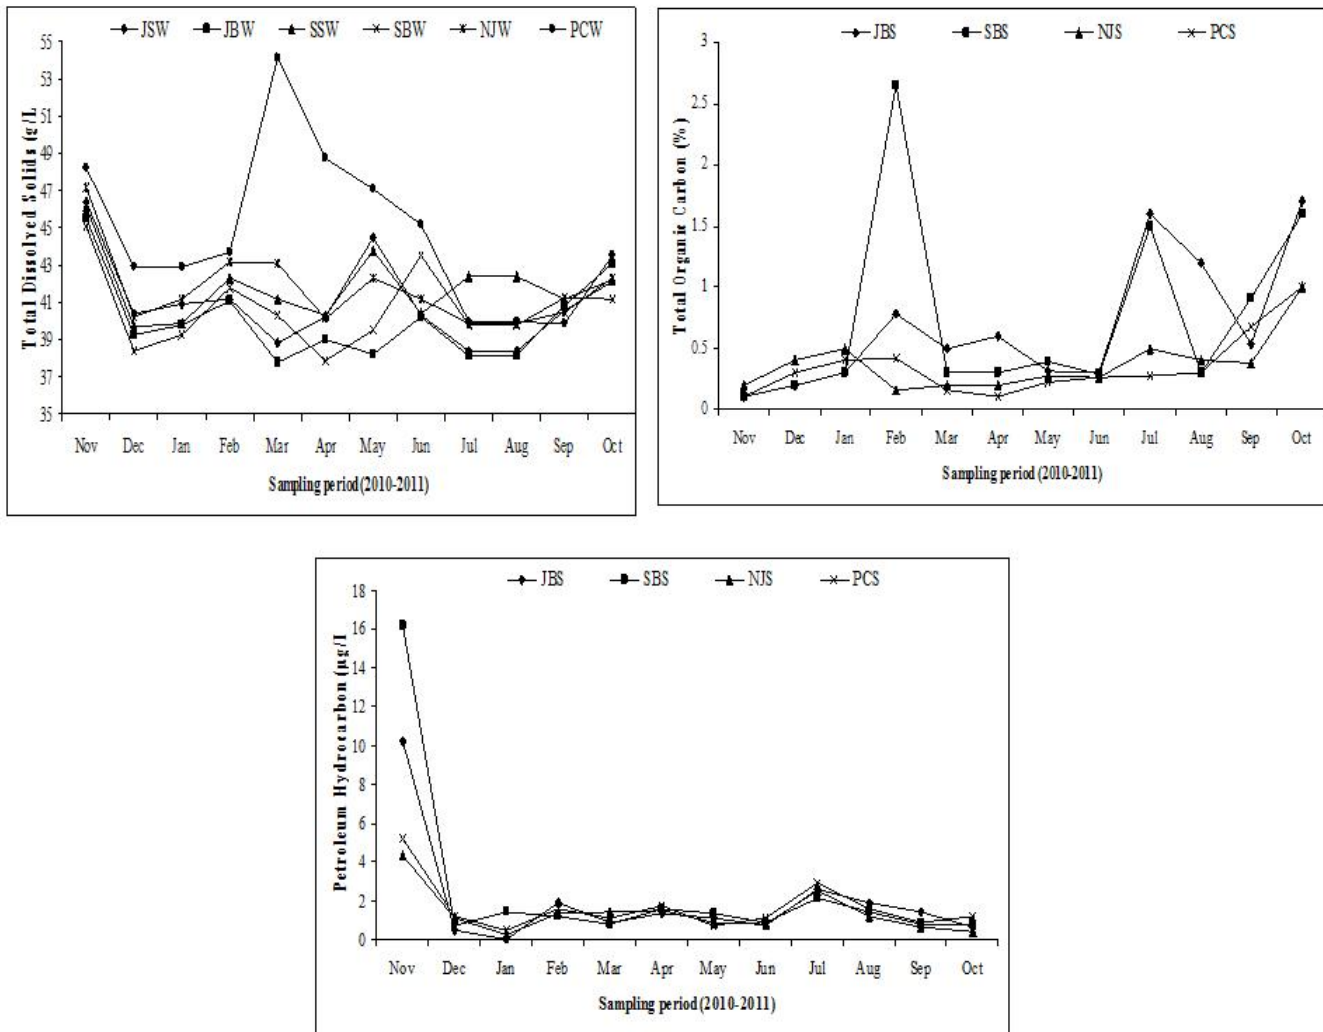 JSW JBW SSW SBW NJW PCW
Total Dissolved Solids (g/L
55
53
51
49
47
45
43
41
39
37
35
Nov Dec Jan Feb Mar Apr May Jun Jul Aug Sep Oct
Sampling period(2010-2011)
JBS SBS NJS PCS
Total Organic Carbon (%)
3
2.5
2
1.5
1
0.5
0
Nov Dec Jan Feb Mar Apr May Jun Jul Aug Sep Oct
Sampling period (2010-2011)
JBS SBS NJS PCS
Petroleum Hydrocarbon (µg/l
18
16
14
12
10
8
6
4
2
0
Nov Dec Jan Feb Mar Apr May Jun Jul Aug Sep Oct
Sampling period (2010-2011)